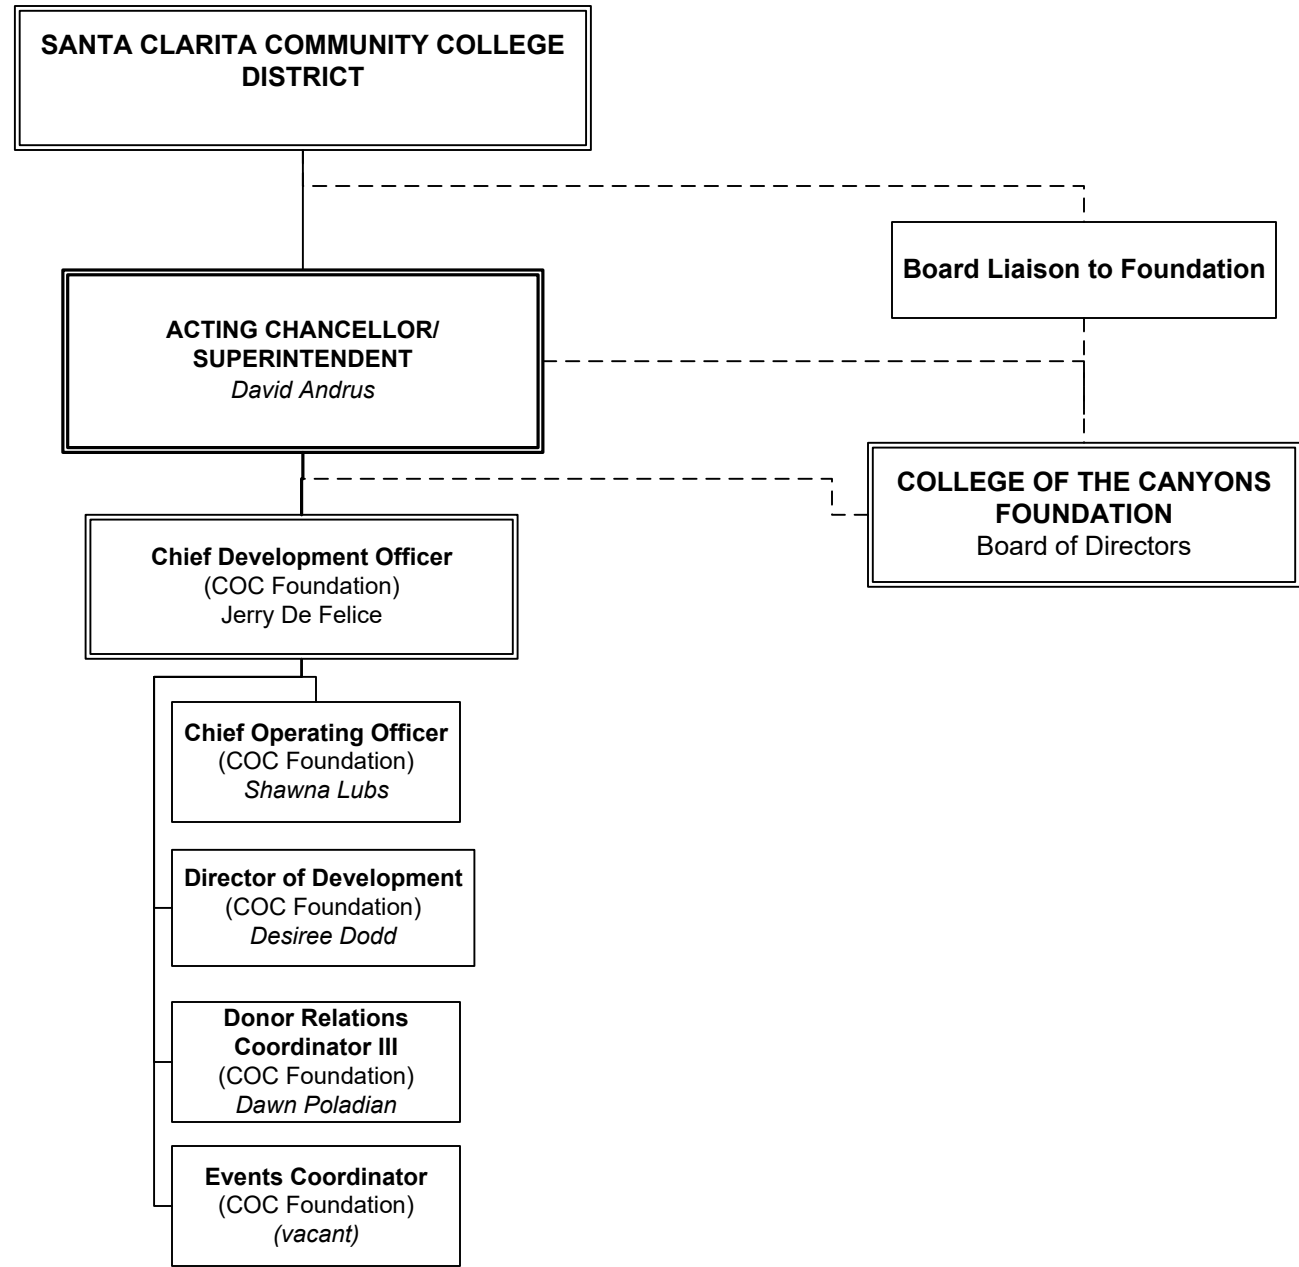 SANTA CLARITA COMMUNITY COLLEGE
DISTRICT
Board Liaison to Foundation
ACTING CHANCELLOR/
SUPERINTENDENT
David Andrus
COLLEGE OF THE CANYONS
FOUNDATION
Board of Directors
Chief Development Officer
(COC Foundation)
Jerry De Felice
Chief Operating Officer
(COC Foundation)
Shawna Lubs
Director of Development
(COC Foundation)
Desiree Dodd
Donor Relations
Coordinator III
(COC Foundation)
Dawn Poladian
Events Coordinator
(COC Foundation)
(vacant)